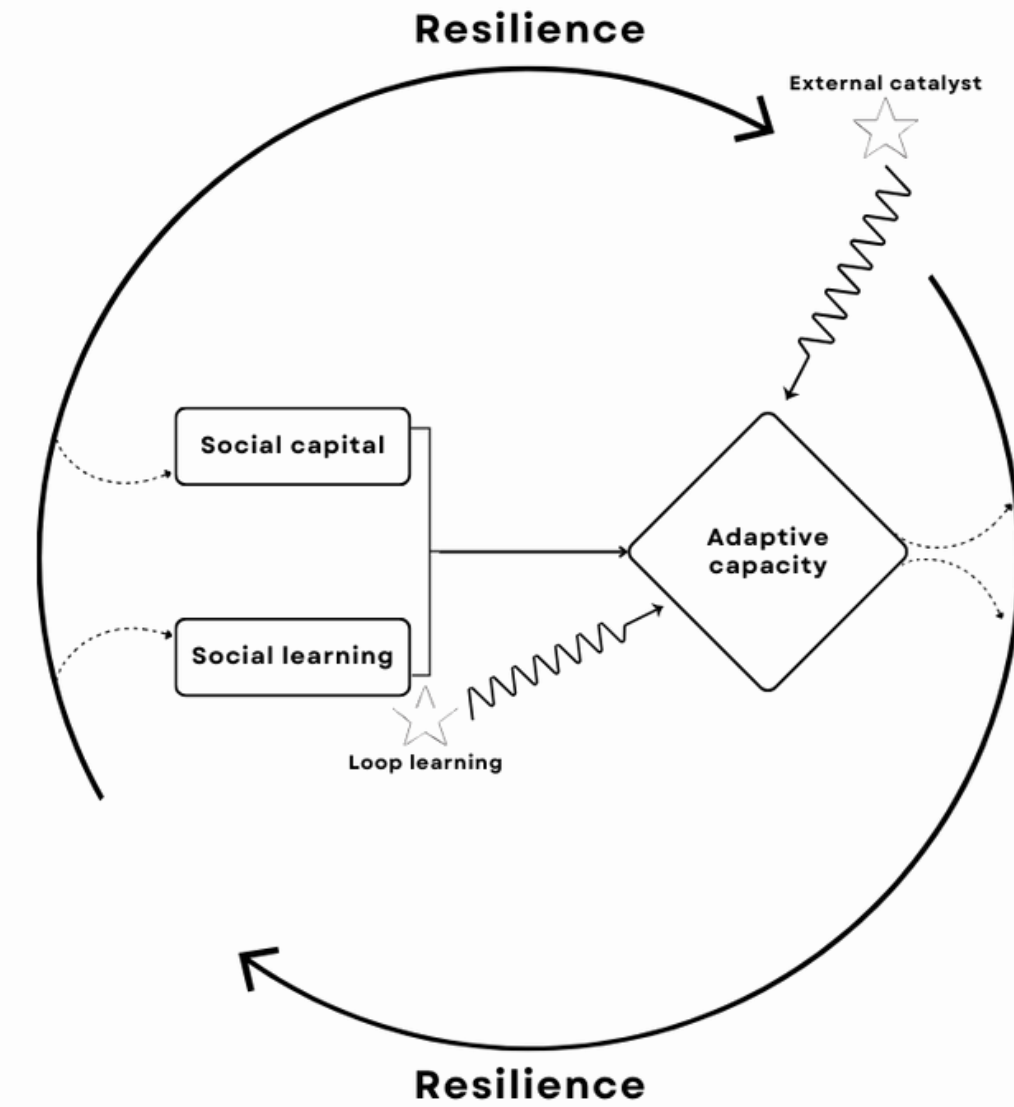 Resilience
External catalyst
Social capital
Adaptive
capacity
Social learning
Loop learning
Resilience